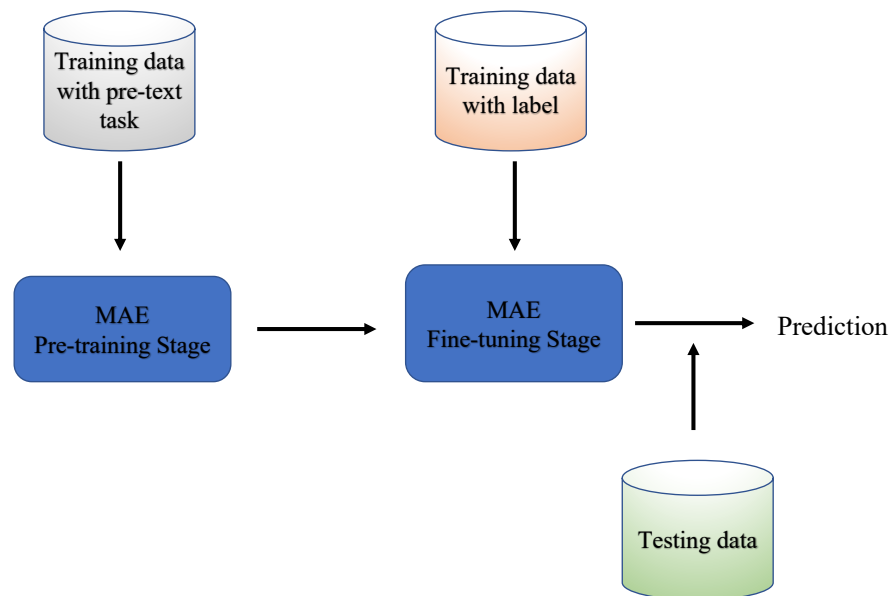 Training data
with pre-text
task
Training data
with label
MAE
Pre-training Stage
MAE
Fine-tuning Stage
Prediction
Testing data